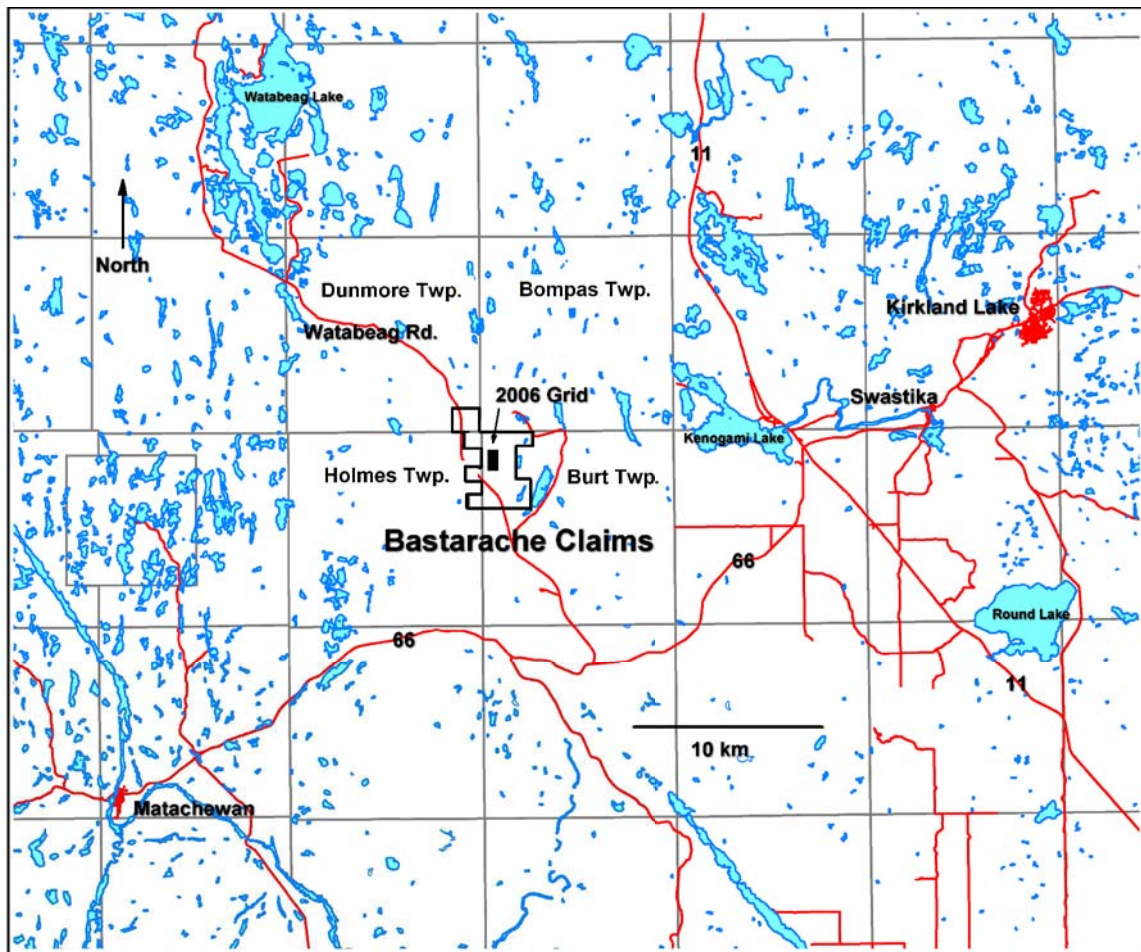 Watabeag Lake
11
North
Dunmore Twp.
Bompas Twp.
Kirkland Lake
Watabeag Rd.
2006 Grid
Swastika
Kenogami Lake
Holmes Twp.
Burt Twp.
Bastarache Claims
66
Round Lake
66
11
10 km
Matachewan